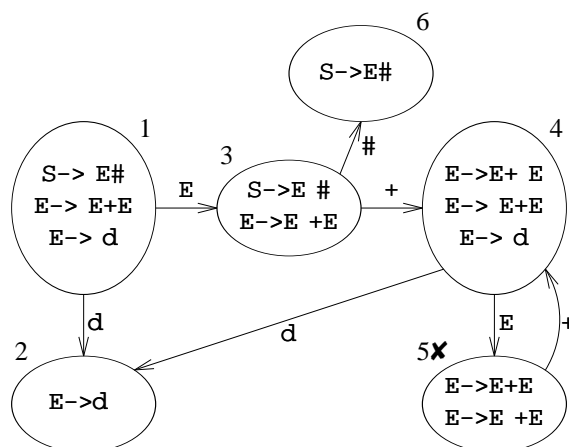 6
S->E#
1
S-> E#
E-> E+E
E-> d
E
3
S->E #
E->E +E
#
+
4
E->E+ E
E-> E+E
E-> d
d
d
E
+
2
E->d
5✘
E->E+E
E->E +E